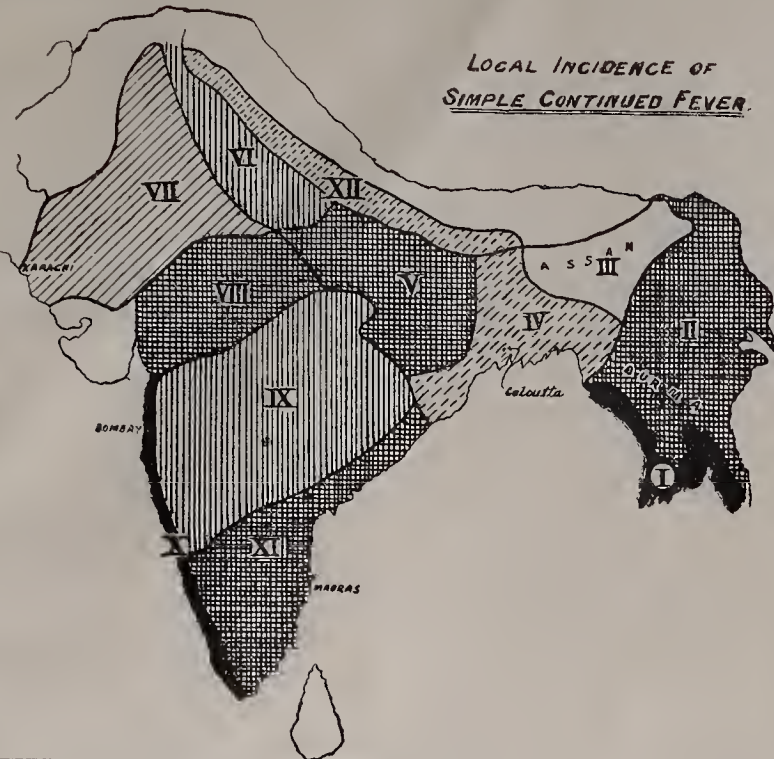 LOCAL INCIDENCE OF
SIMPLE CONTINUED FEVER.
VI
VII
XII
ASSAM
III
KARACHI
VIII
V
IV
II
BURMA
Calcutta
IX
BOMBAY
I
X
XI
MADRAS